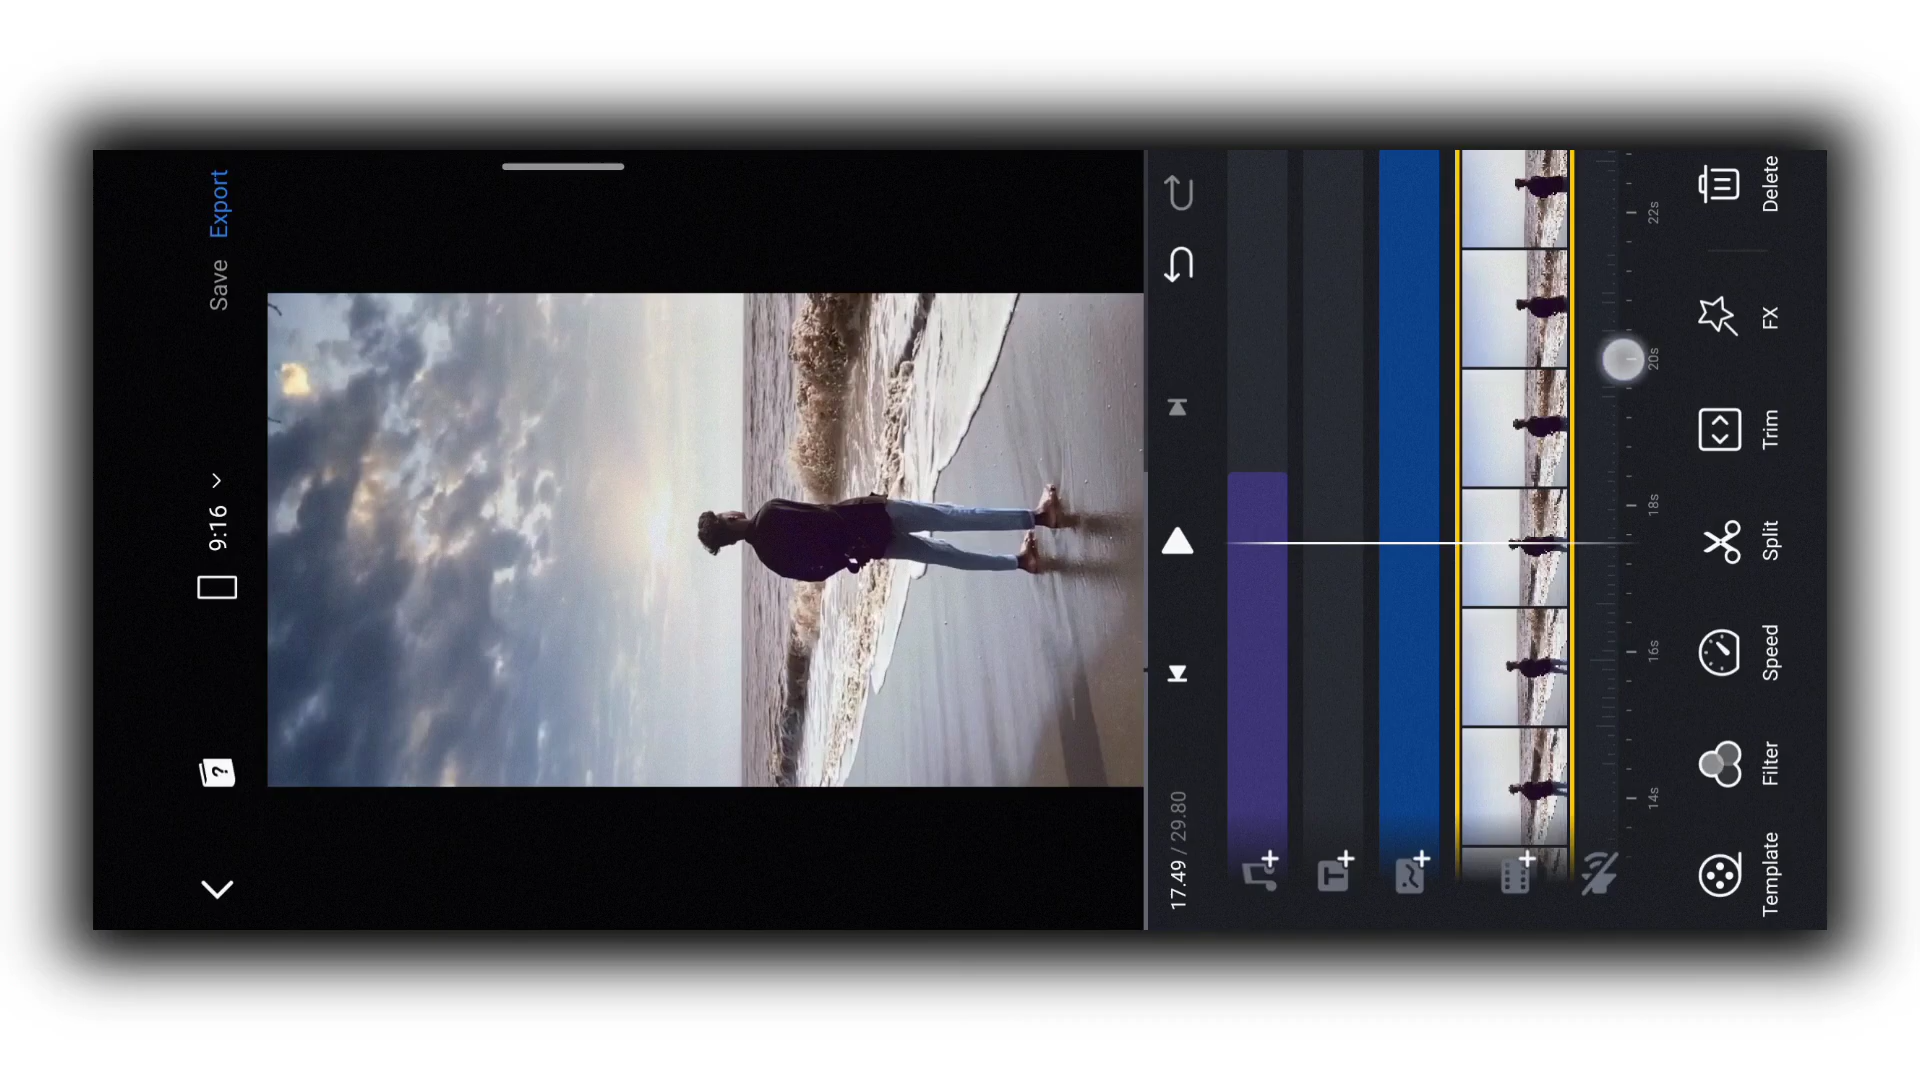 9:16 Save Export
?
17.49 / 29.80
T
14s 16s 18s 20s 22s
Template Filter Speed Split Trim FX Delete